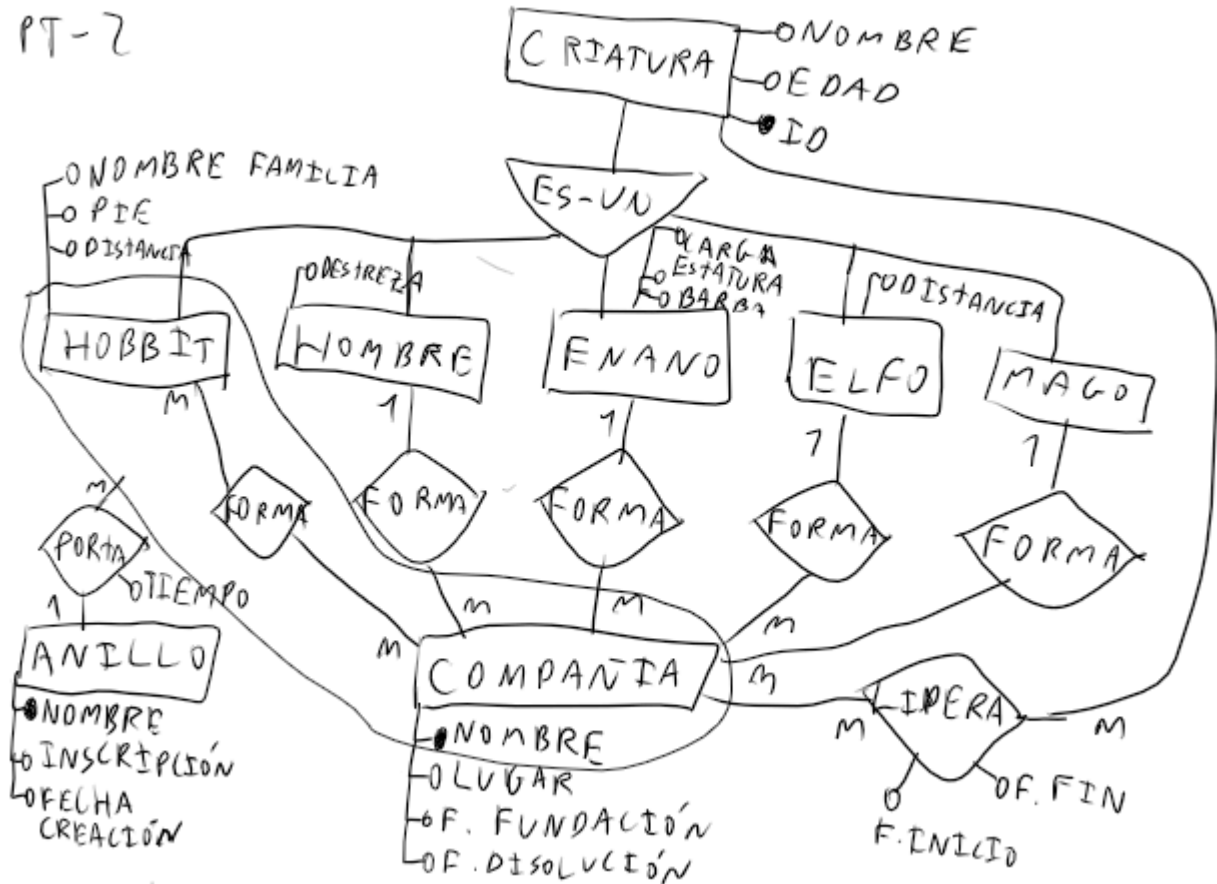 PT-2
CRIATURA
NOMBRE
EDAD
ID
ES-UN
NOMBRE FAMILIA
PIE
DISTANCIA
DESTREZA
CARGA
ESTATURA
BARBA
DISTANCIA
HOBBIT
HOMBRE
ENANO
ELFO
MAGO
M
1
1
1
1
FORMA
FORMA
FORMA
FORMA
FORMA
M
PORTA
TIEMPO
1
ANILLO
NOMBRE
INSCRIPCIÓN
FECHA
CREACIÓN
M
M
M
M
M
COMPAÑIA
NOMBRE
LUGAR
F. FUNDACIÓN
F. DISOLUCIÓN
M
LIDERA
M
F. INICIO
F. FIN